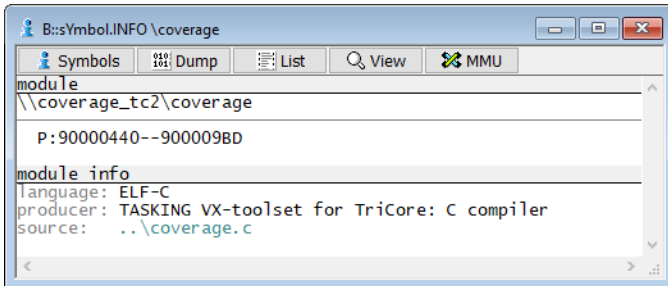 B::sYmbol.INFO \coverage
Symbols Dump List View MMU
module
\\coverage_tc2\coverage
P:90000440--900009BD
module info
language: ELF-C
producer: TASKING VX-toolset for TriCore: C compiler
source: ..\coverage.c